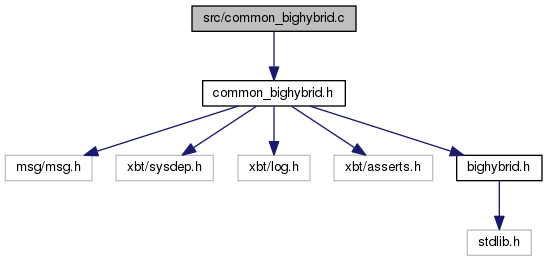 src/common_bighybrid.c
common_bighybrid.h
msg/msg.h
xbt/sysdep.h
xbt/log.h
xbt/asserts.h
bighybrid.h
stdlib.h